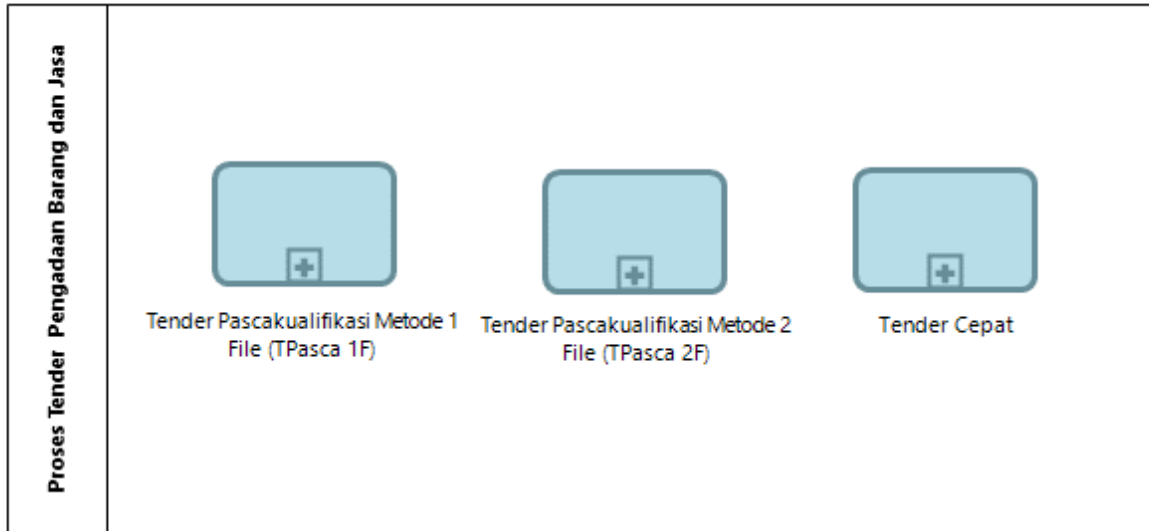 Proses Tender Pengadaan Barang dan Jasa
Tender Pascakualifikasi Metode 1
File (TPasca 1F)
Tender Pascakualifikasi Metode 2
File (TPasca 2F)
Tender Cepat